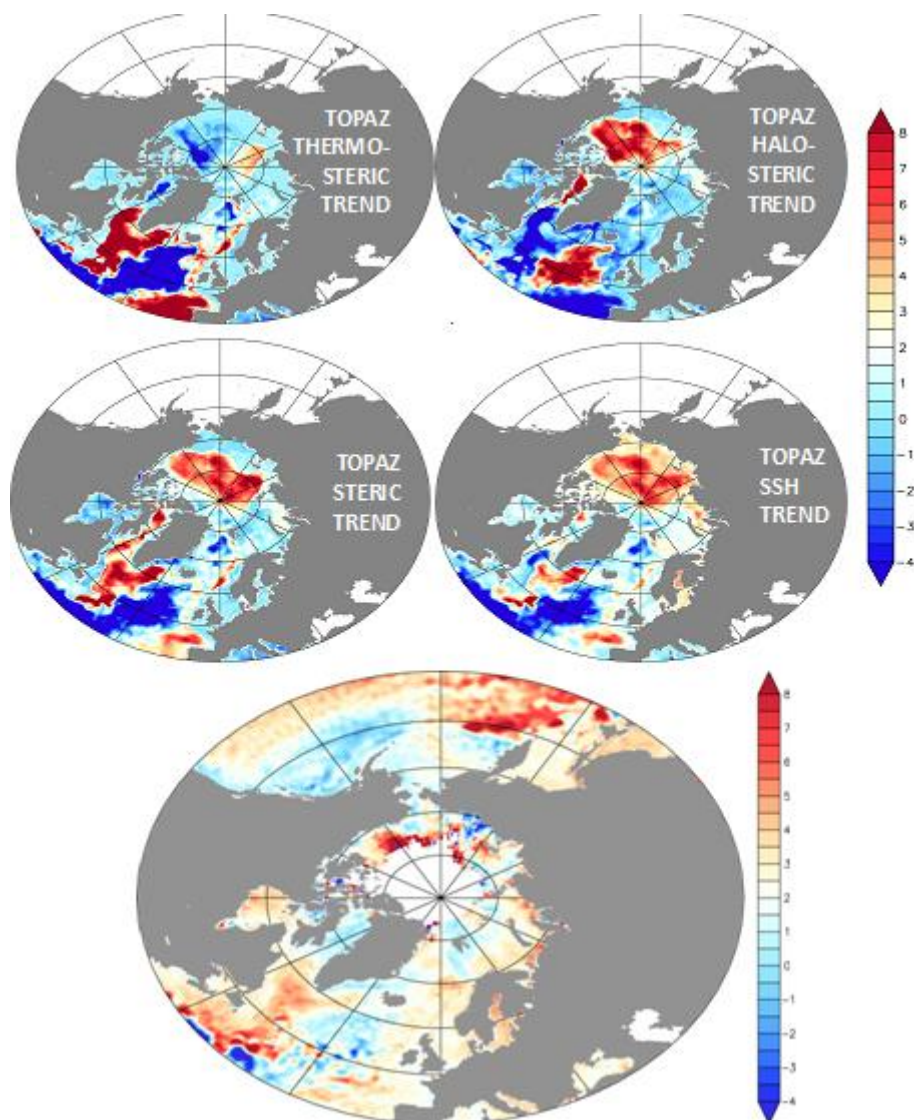 TOPAZ
THERMO-
STERIC
TREND
TOPAZ
HALO-
STERIC
TREND
8
7
6
5
4
3
2
1
0
-1
-2
-3
-4
TOPAZ
STERIC
TREND
TOPAZ
SSH
TREND
8
7
6
5
4
3
2
1
0
-1
-2
-3
-4